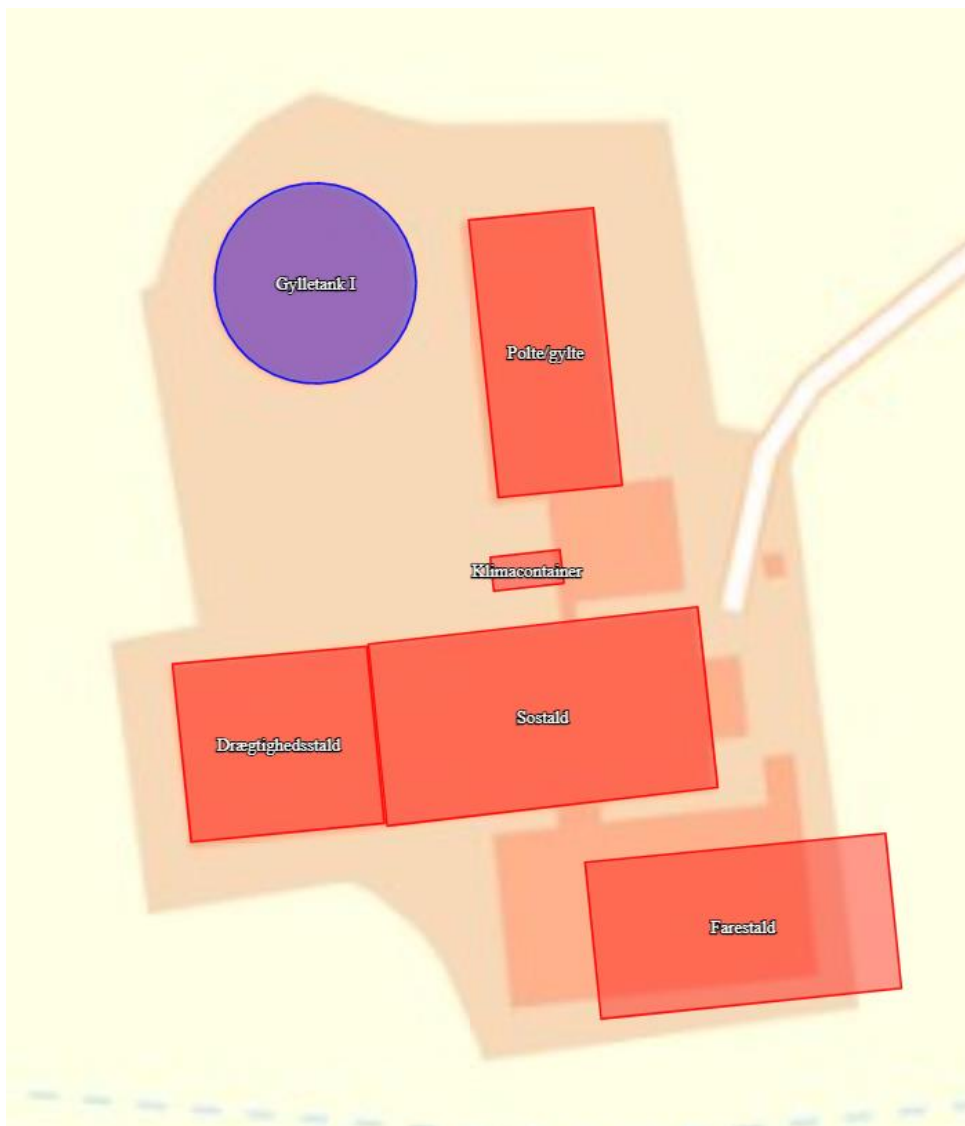 Gylletank I
Polte/gylte
Klimacontainer
Sostald
Drægtighedsstald
Farestald